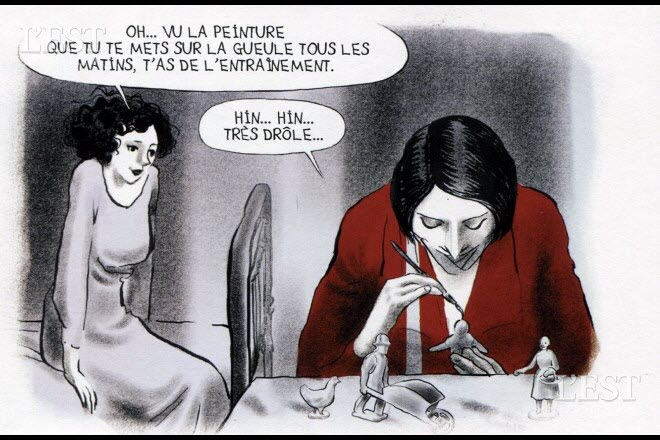 OH... VU LA PEINTURE
QUE TU TE METS SUR LA GUEULE TOUS LES
MATINS, T'AS DE L'ENTRAÎNEMENT.
HIN... HIN...
TRÈS DRÔLE...
L'EST
L'EST